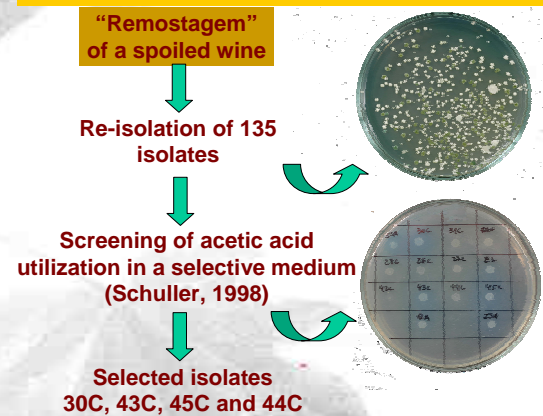 “Remostagem”
of a spoiled wine
Re-isolation of 135
isolates
Screening of acetic acid
utilization in a selective medium
(Schuller, 1998)
Selected isolates
30C, 43C, 45C and 44C